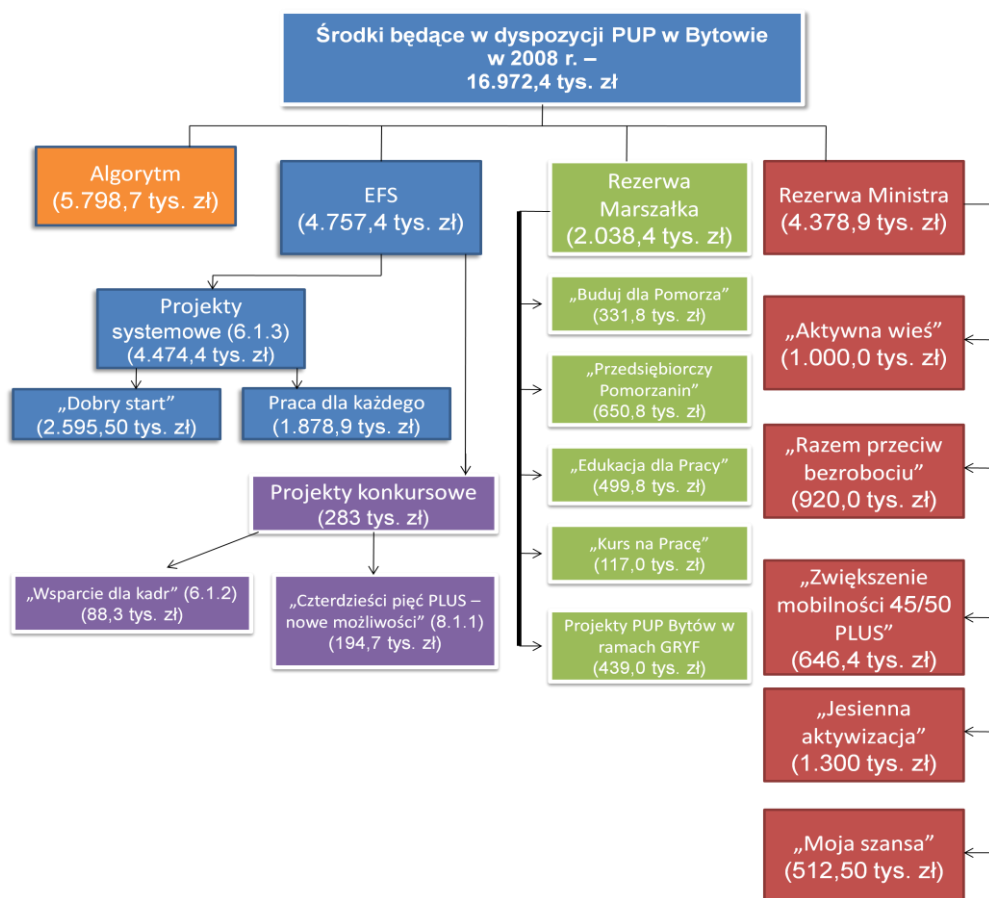 Środki będące w dyspozycji PUP w Bytowie
w 2008 r. –
16.972,4 tys. zł
Algorytm
(5.798,7 tys. zł)
EFS
(4.757,4 tys. zł)
Rezerwa
Marszałka
(2.038,4 tys. zł)
Rezerwa Ministra
(4.378,9 tys. zł)
Projekty
systemowe (6.1.3)
(4.474,4 tys. zł)
„Dobry start”
(2.595,50 tys. zł)
Praca dla każdego
(1.878,9 tys. zł)
Projekty konkursowe
(283 tys. zł)
„Wsparcie dla kadr” (6.1.2)
(88,3 tys. zł)
„Czterdzieści pięć PLUS –
nowe możliwości” (8.1.1)
(194,7 tys. zł)
„Buduj dla Pomorza”
(331,8 tys. zł)
„Przedsiębiorczy
Pomorzanin”
(650,8 tys. zł)
„Edukacja dla Pracy”
(499,8 tys. zł)
„Kurs na Pracę”
(117,0 tys. zł)
Projekty PUP Bytów w
ramach GRYF
(439,0 tys. zł)
„Aktywna wieś”
(1.000,0 tys. zł)
„Razem przeciw
bezrobociu”
(920,0 tys. zł)
„Zwiększenie
mobilności 45/50
PLUS”
(646,4 tys. zł)
„Jesienna
aktywizacja”
(1.300 tys. zł)
„Moja szansa”
(512,50 tys. zł)